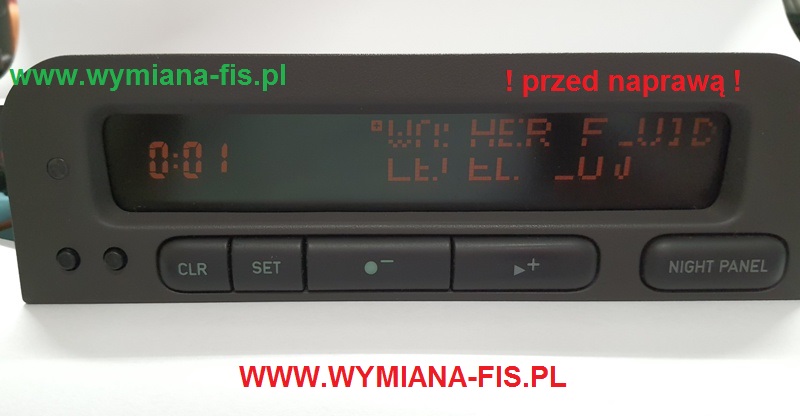 www.wymiana-fis.pl
! przed naprawą !
0:01
CLR
SET
−
+
NIGHT PANEL
WWW.WYMIANA-FIS.PL